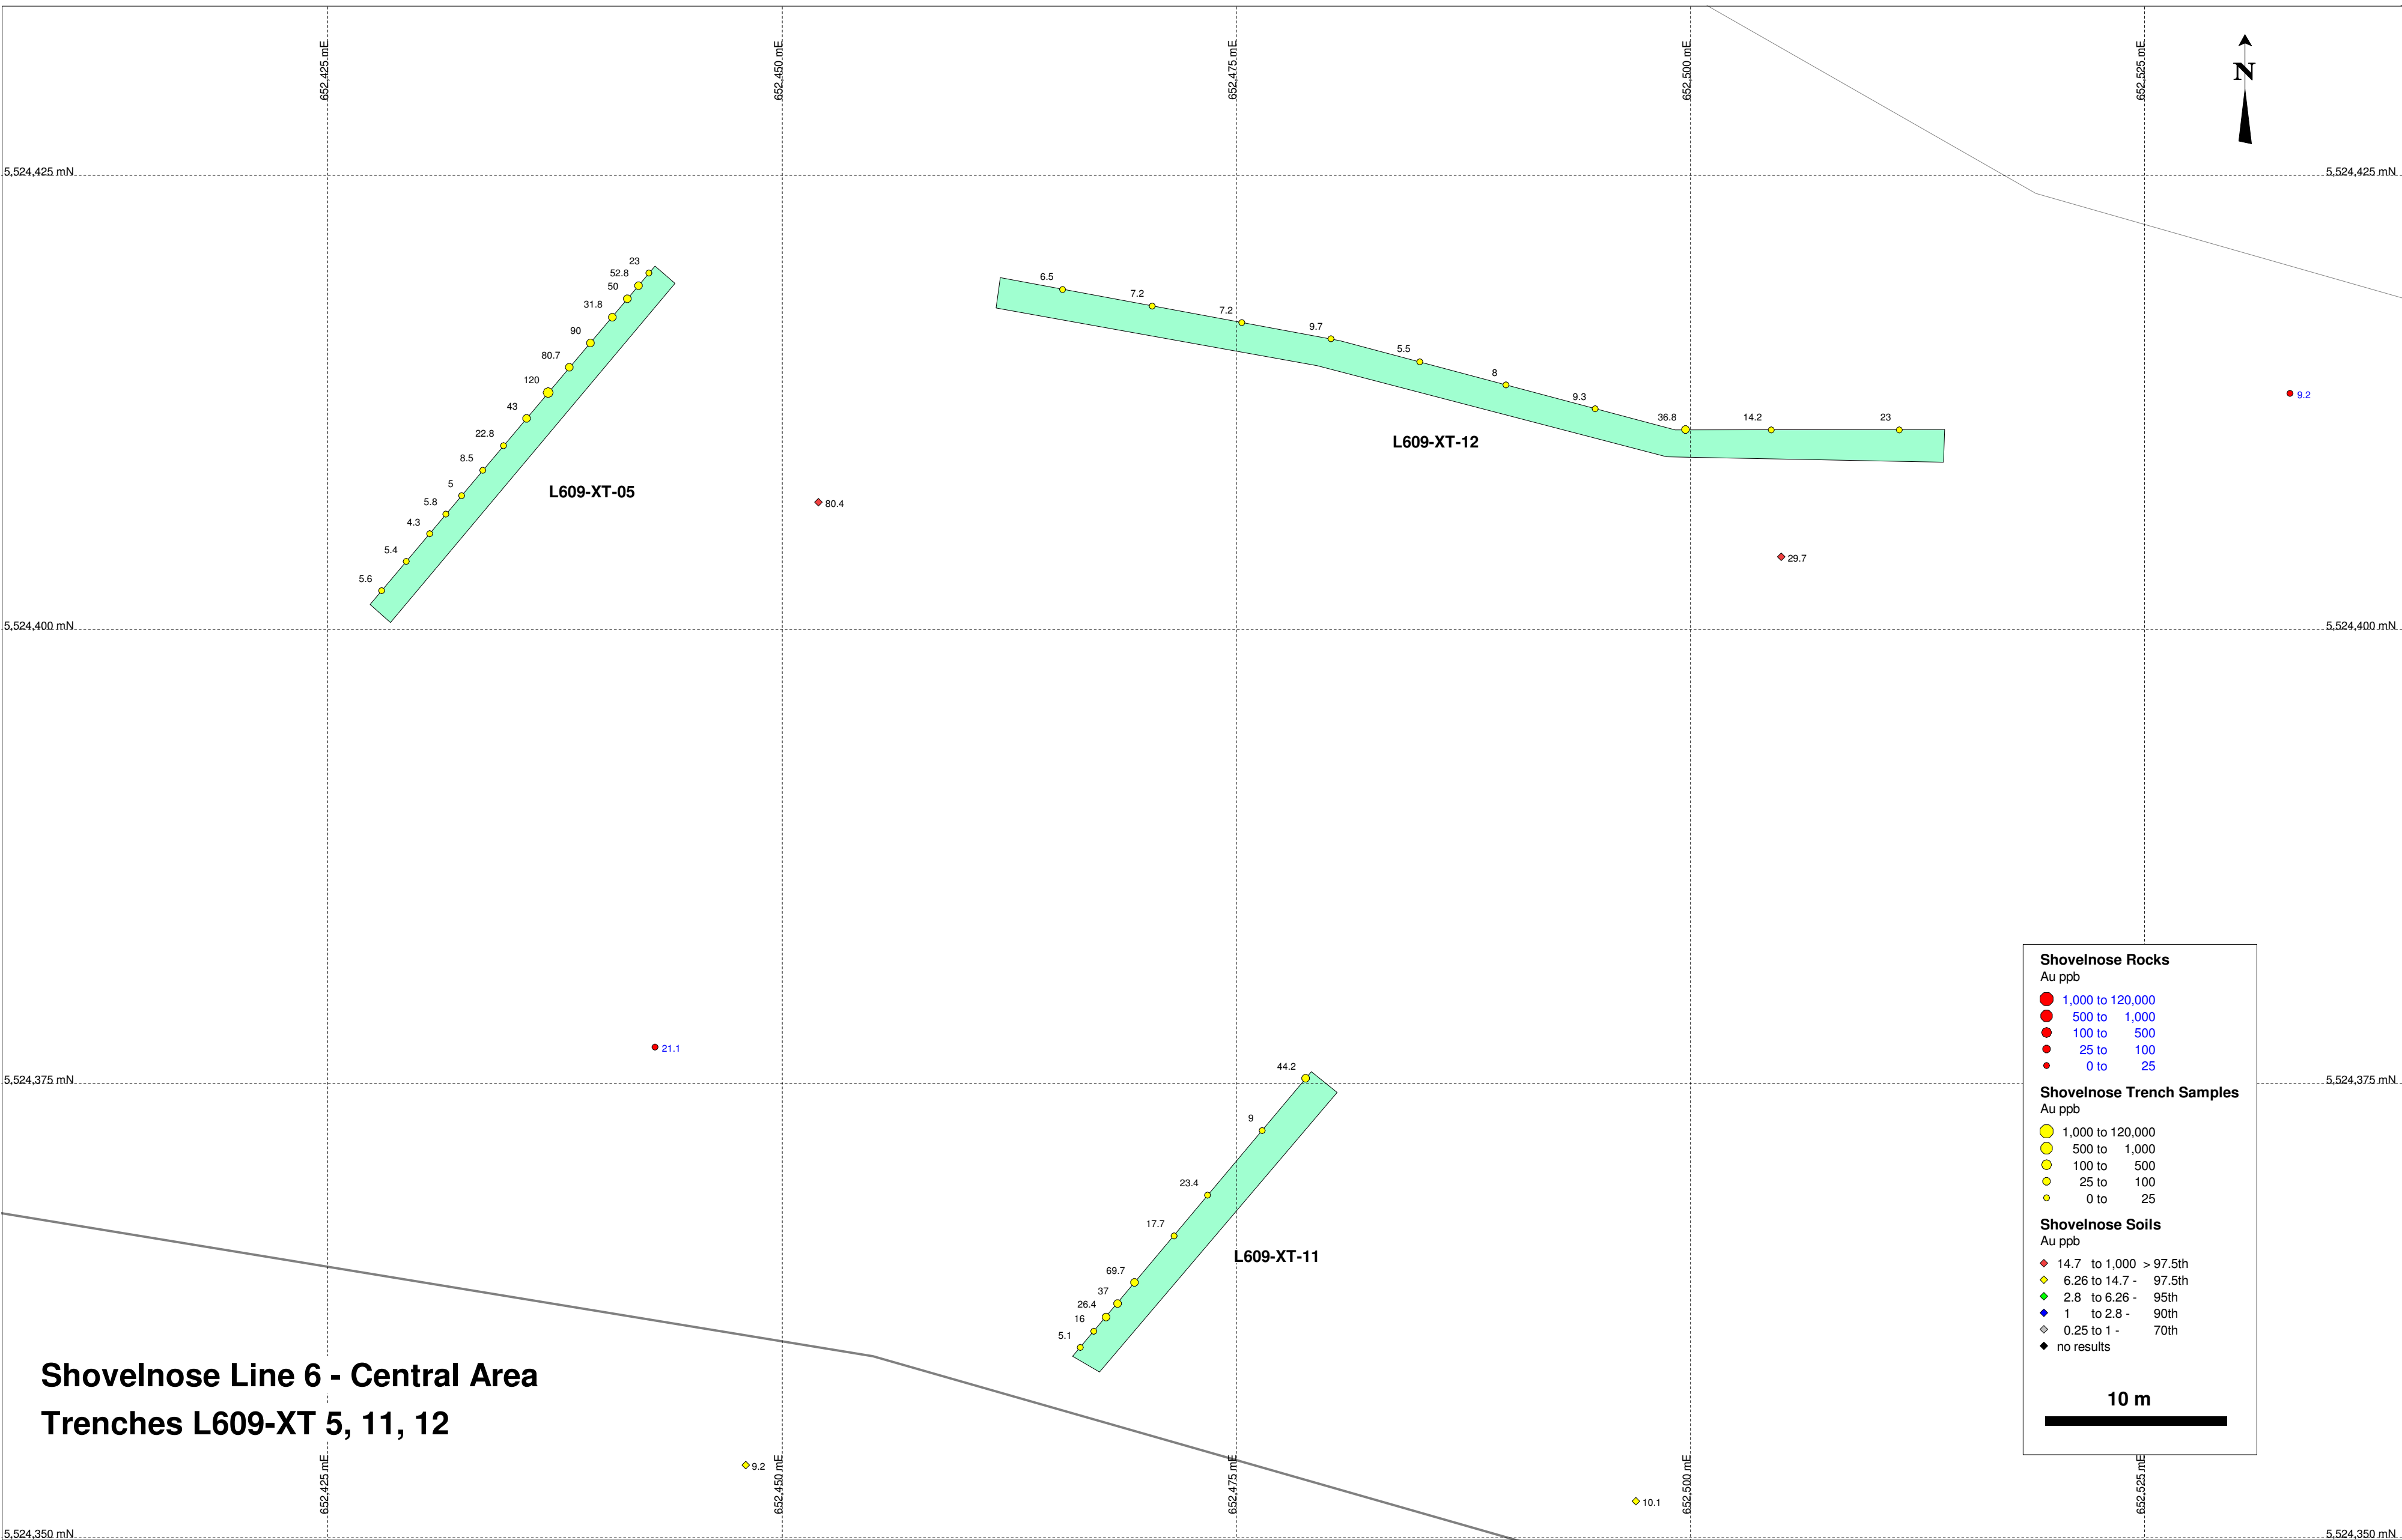 652,425 mE
652,450 mE
652,475 mE
652,500 mE
652,525 mE
N
5,524,425 mN
5,524,425 mN
23
52.8
50
31.8
90
80.7
120
43
22.8
8.5
5
5.8
4.3
5.4
5.6
L609-XT-05
6.5
7.2
7.2
9.7
5.5
8
9.3
36.8
14.2
23
L609-XT-12
9.2
80.4
29.7
5,524,400 mN
5,524,400 mN
21.1
5,524,375 mN
5,524,375 mN
44.2
9
23.4
17.7
69.7
37
26.4
16
5.1
L609-XT-11
Shovelnose Rocks
Au ppb
1,000 to 120,000
500 to 1,000
100 to 500
25 to 100
0 to 25
Shovelnose Trench Samples
Au ppb
1,000 to 120,000
500 to 1,000
100 to 500
25 to 100
0 to 25
Shovelnose Soils
Au ppb
14.7 to 1,000 > 97.5th
6.26 to 14.7 - 97.5th
2.8 to 6.26 - 95th
1 to 2.8 - 90th
0.25 to 1 - 70th
no results
10 m
Shovelnose Line 6 - Central Area
Trenches L609-XT 5, 11, 12
9.2
10.1
652,425 mE
652,450 mE
652,475 mE
652,500 mE
652,525 mE
5,524,350 mN
5,524,350 mN